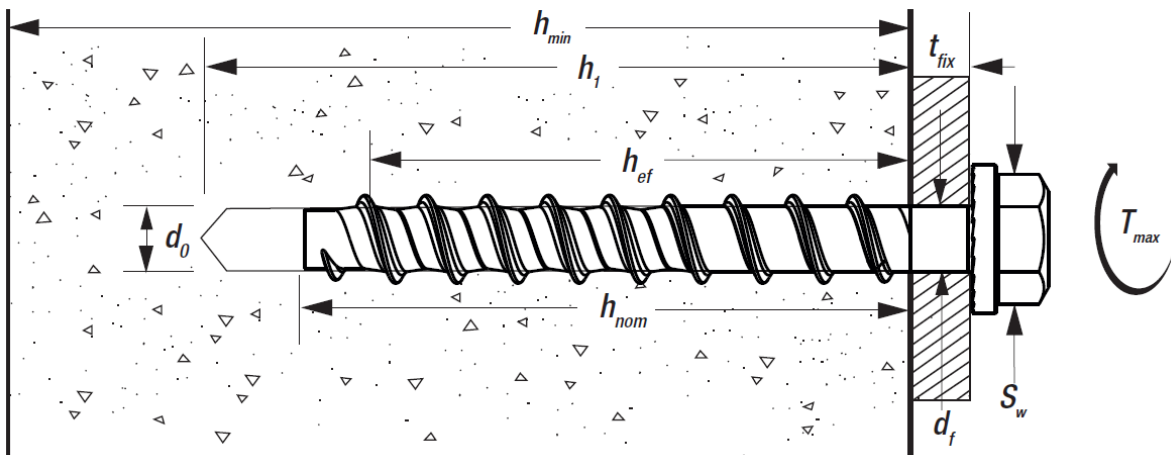 h_min
t_fix
h_1
h_ef
d_0
T_max
h_nom
S_w
d_f